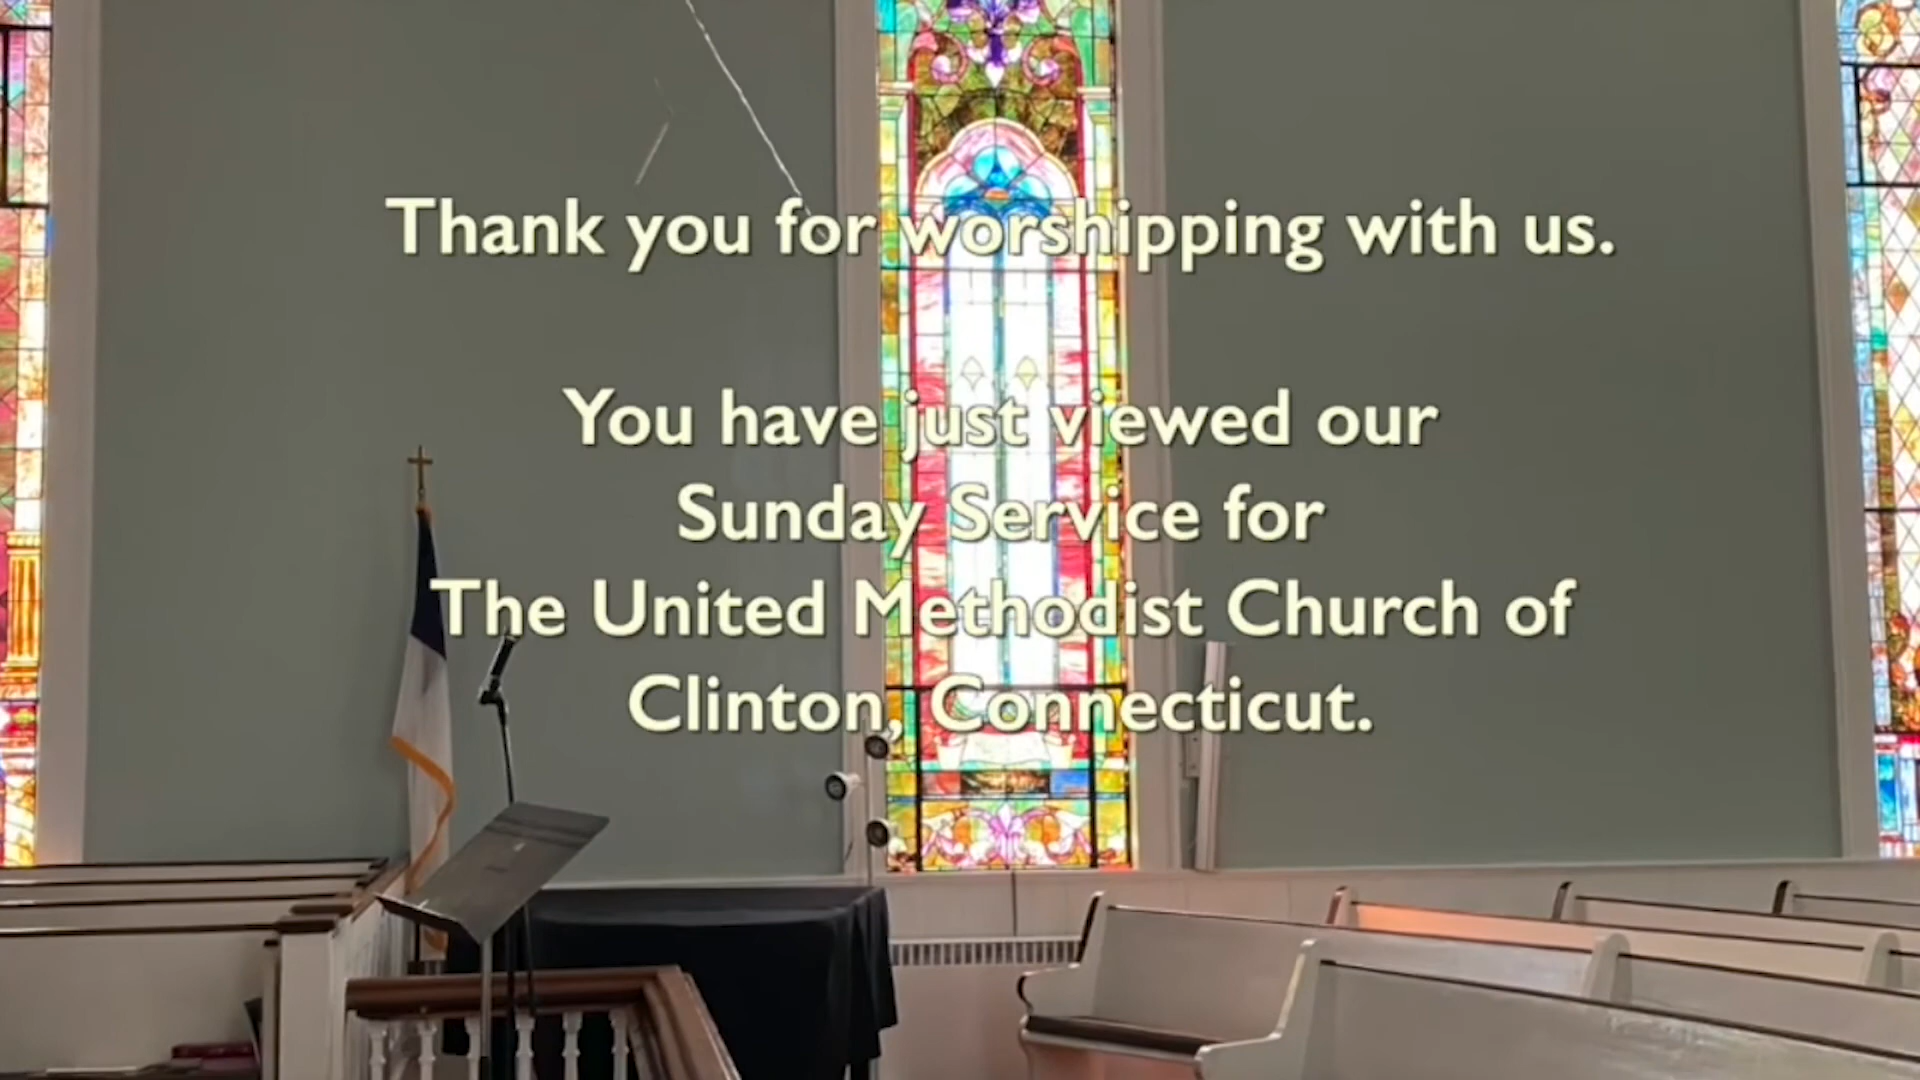 Thank you for worshipping with us.
You have just viewed our
Sunday Service for
The United Methodist Church of
Clinton, Connecticut.